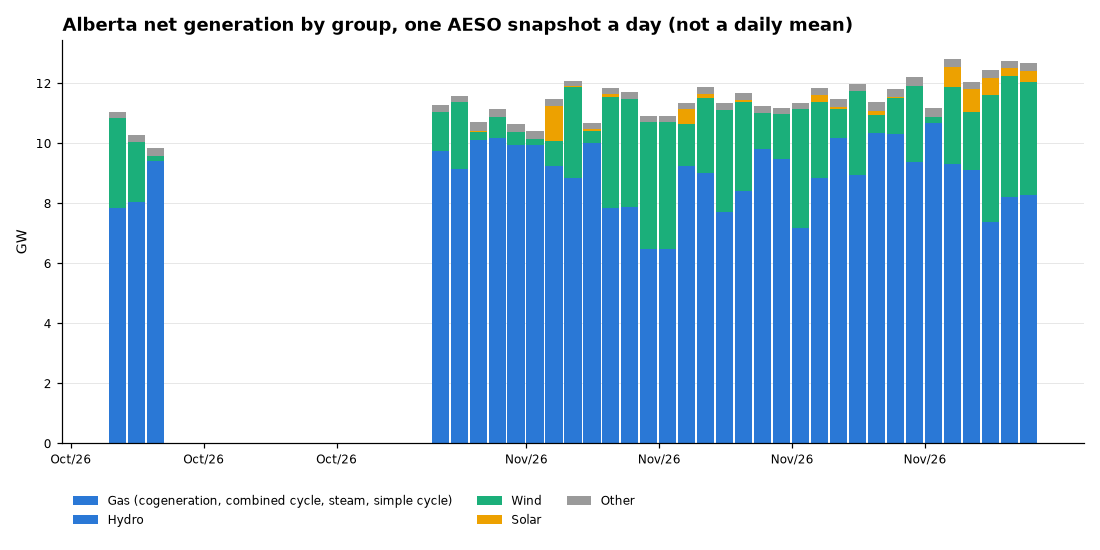 Alberta net generation by group, one AESO snapshot a day (not a daily mean)
GW
12
10
8
6
4
2
0
Oct/26 Oct/26 Oct/26 Nov/26 Nov/26 Nov/26 Nov/26
Gas (cogeneration, combined cycle, steam, simple cycle) Wind Other
Hydro Solar